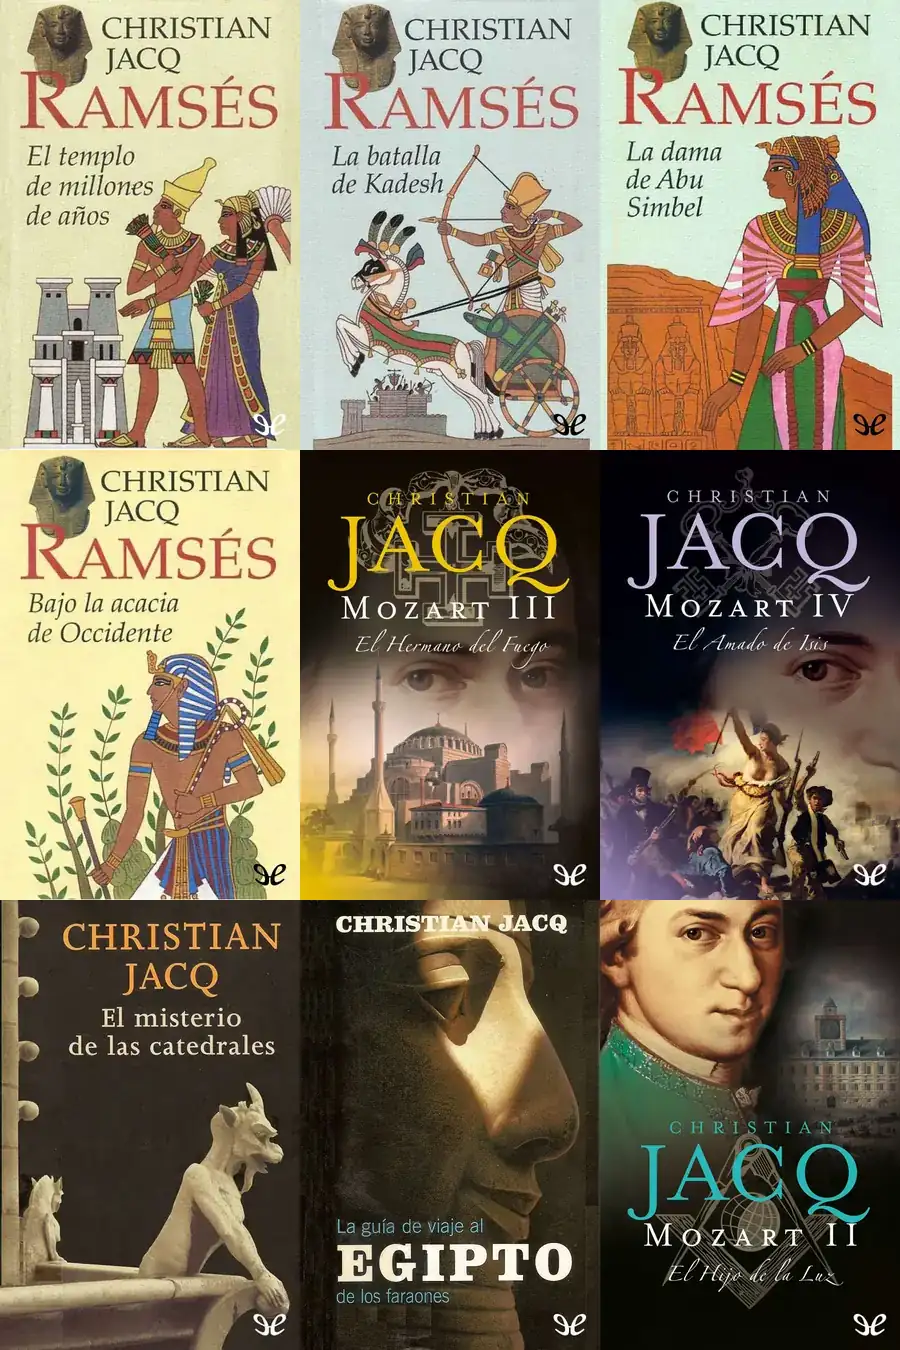 CHRISTIAN
JACQ
RAMSÉS
El templo
de millones
de años
CHRISTIAN
JACQ
RAMSÉS
La batalla
de Kadesh
CHRISTIAN
JACQ
RAMSÉS
La dama
de Abu
Simbel
CHRISTIAN
JACQ
RAMSÉS
Bajo la acacia
de Occidente
CHRISTIAN
JACQ
MOZART III
El Hermano del Fuego
CHRISTIAN
JACQ
MOZART IV
El Amado de Isis
CHRISTIAN
JACQ
El misterio
de las catedrales
CHRISTIAN JACQ
La guía de viaje al
EGIPTO
de los faraones
CHRISTIAN
JACQ
MOZART II
El Hijo de la Luz